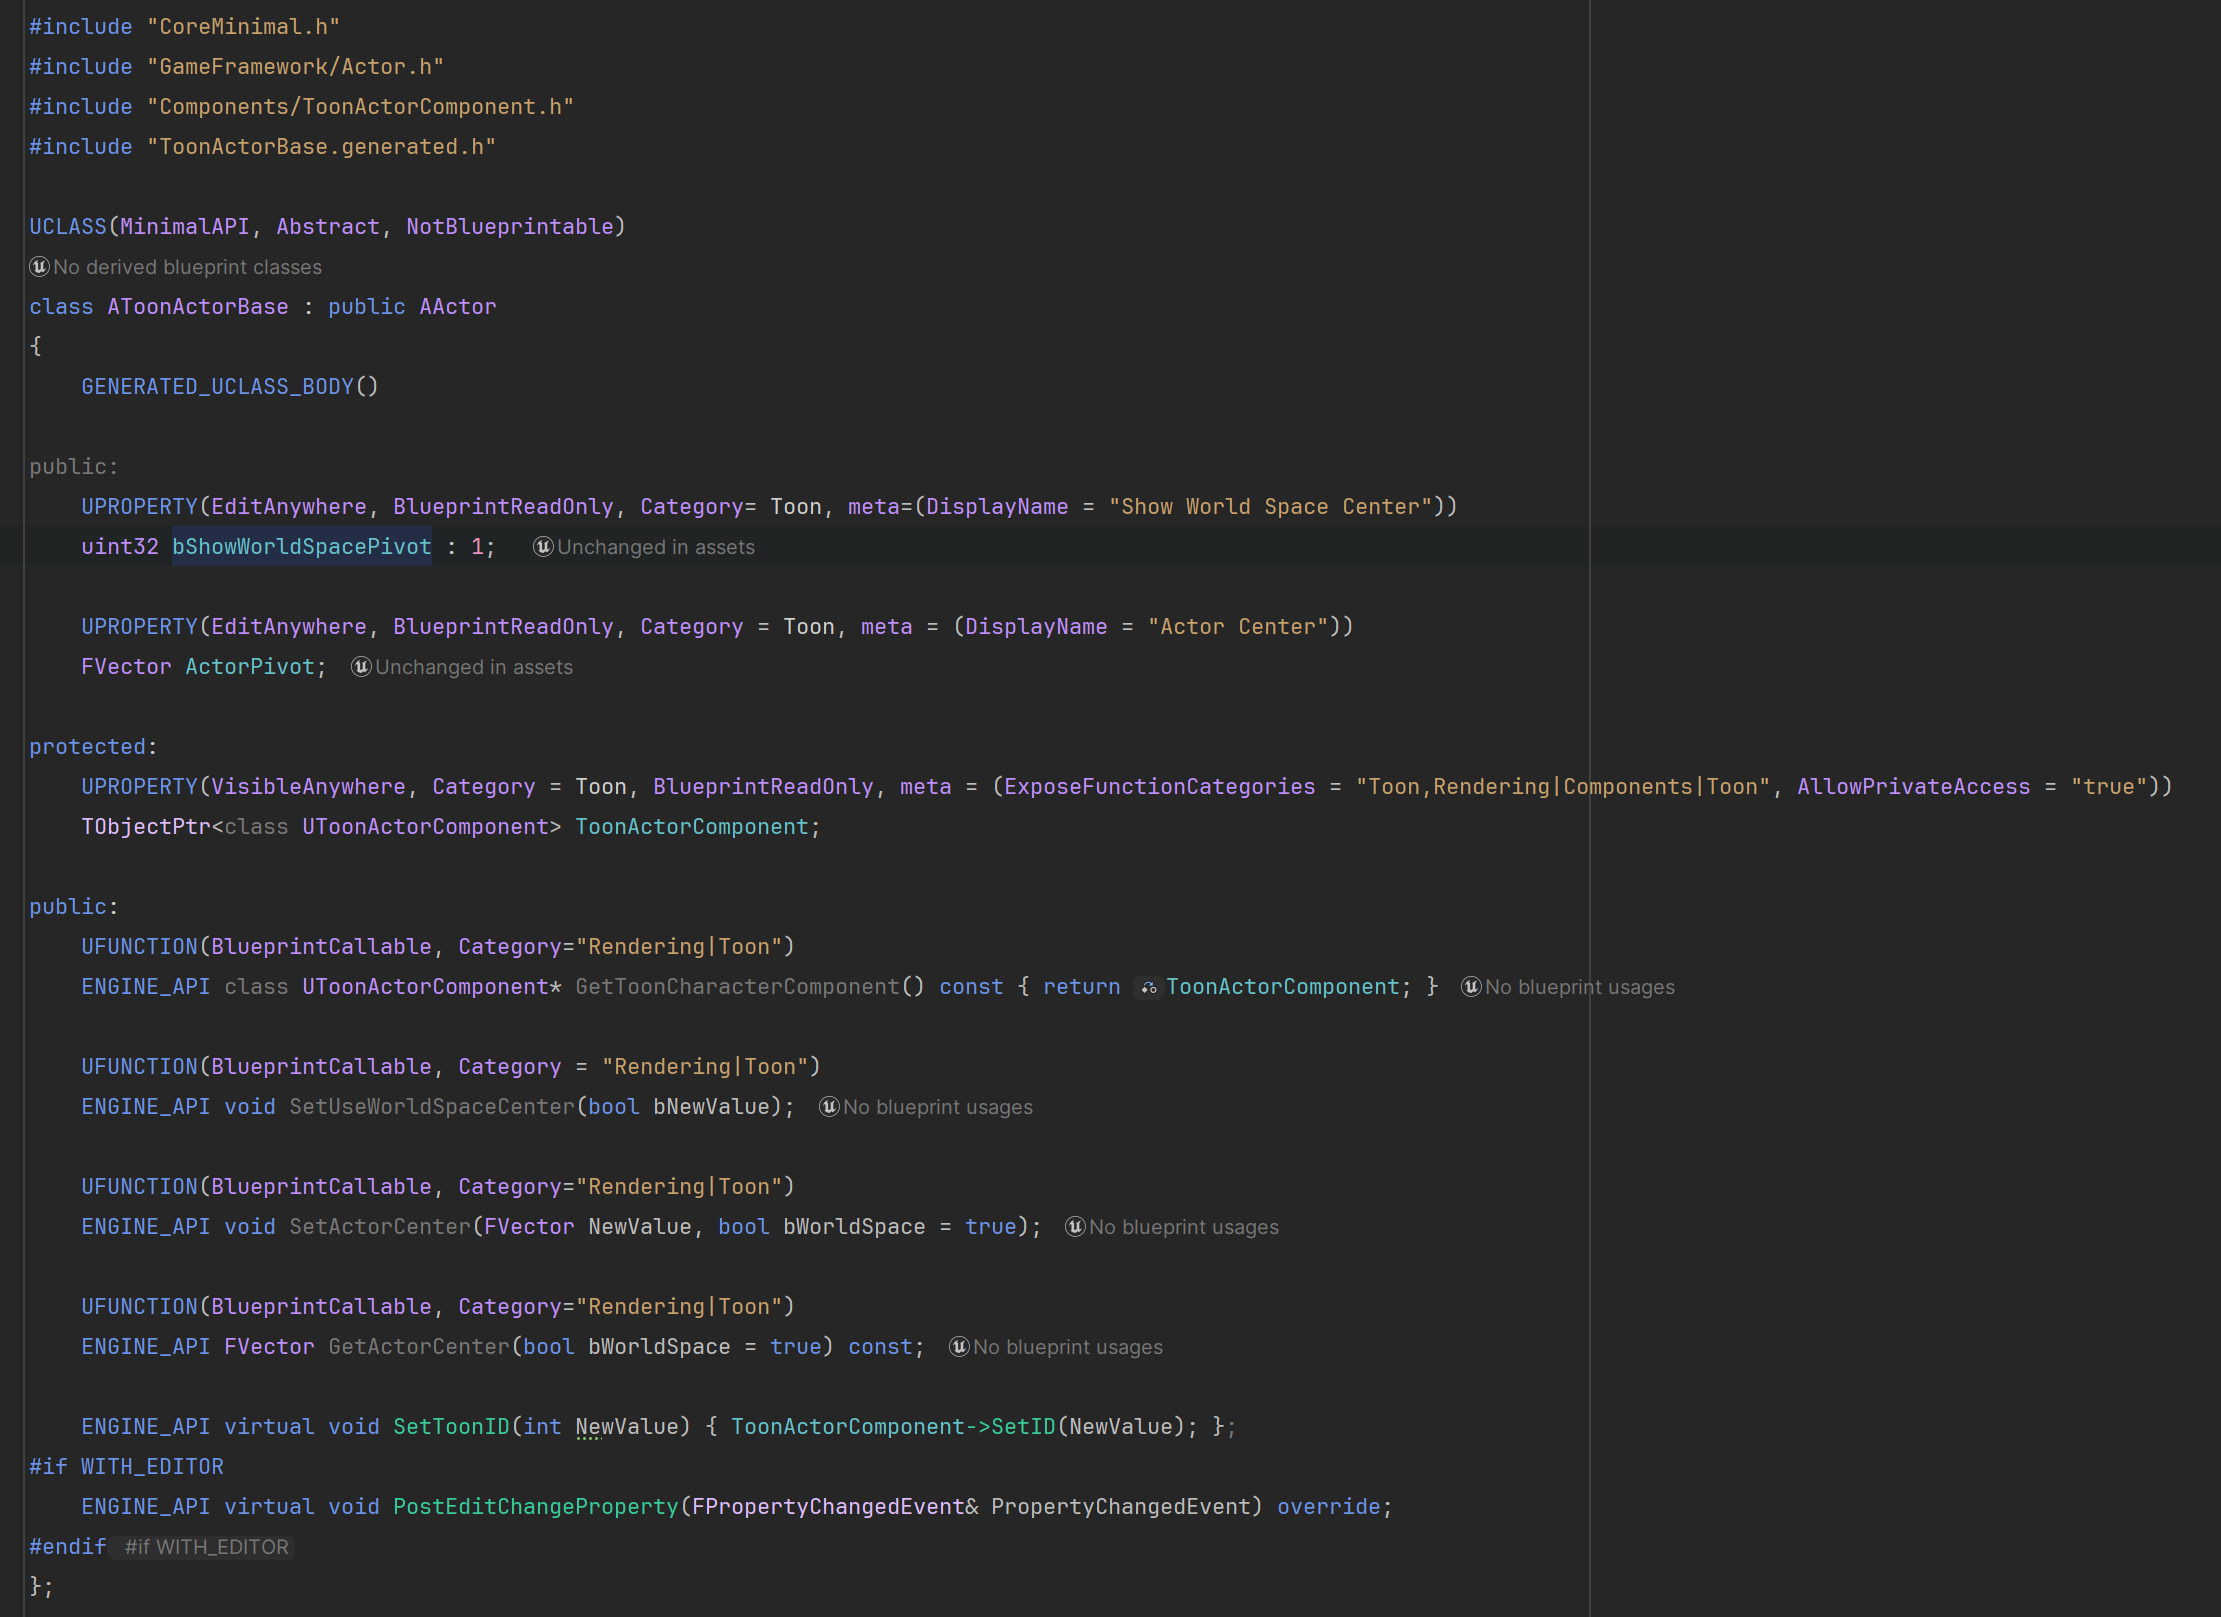 #include "CoreMinimal.h"
#include "GameFramework/Actor.h"
#include "Components/ToonActorComponent.h"
#include "ToonActorBase.generated.h"

UCLASS(MinimalAPI, Abstract, NotBlueprintable)
No derived blueprint classes
class AToonActorBase : public AActor
{
    GENERATED_UCLASS_BODY()

public:
    UPROPERTY(EditAnywhere, BlueprintReadOnly, Category= Toon, meta=(DisplayName = "Show World Space Center"))
    uint32 bShowWorldSpacePivot : 1; Unchanged in assets

    UPROPERTY(EditAnywhere, BlueprintReadOnly, Category = Toon, meta = (DisplayName = "Actor Center"))
    FVector ActorPivot; Unchanged in assets

protected:
    UPROPERTY(VisibleAnywhere, Category = Toon, BlueprintReadOnly, meta = (ExposeFunctionCategories = "Toon,Rendering|Components|Toon", AllowPrivateAccess = "true"))
    TObjectPtr<class UToonActorComponent> ToonActorComponent;

public:
    UFUNCTION(BlueprintCallable, Category="Rendering|Toon")
    ENGINE_API class UToonActorComponent* GetToonCharacterComponent() const { return ToonActorComponent; } No blueprint usages

    UFUNCTION(BlueprintCallable, Category = "Rendering|Toon")
    ENGINE_API void SetUseWorldSpaceCenter(bool bNewValue); No blueprint usages

    UFUNCTION(BlueprintCallable, Category="Rendering|Toon")
    ENGINE_API void SetActorCenter(FVector NewValue, bool bWorldSpace = true); No blueprint usages

    UFUNCTION(BlueprintCallable, Category="Rendering|Toon")
    ENGINE_API FVector GetActorCenter(bool bWorldSpace = true) const; No blueprint usages

    ENGINE_API virtual void SetToonID(int NewValue) { ToonActorComponent->SetID(NewValue); };
#if WITH_EDITOR
    ENGINE_API virtual void PostEditChangeProperty(FPropertyChangedEvent& PropertyChangedEvent) override;
#endif #if WITH_EDITOR
};